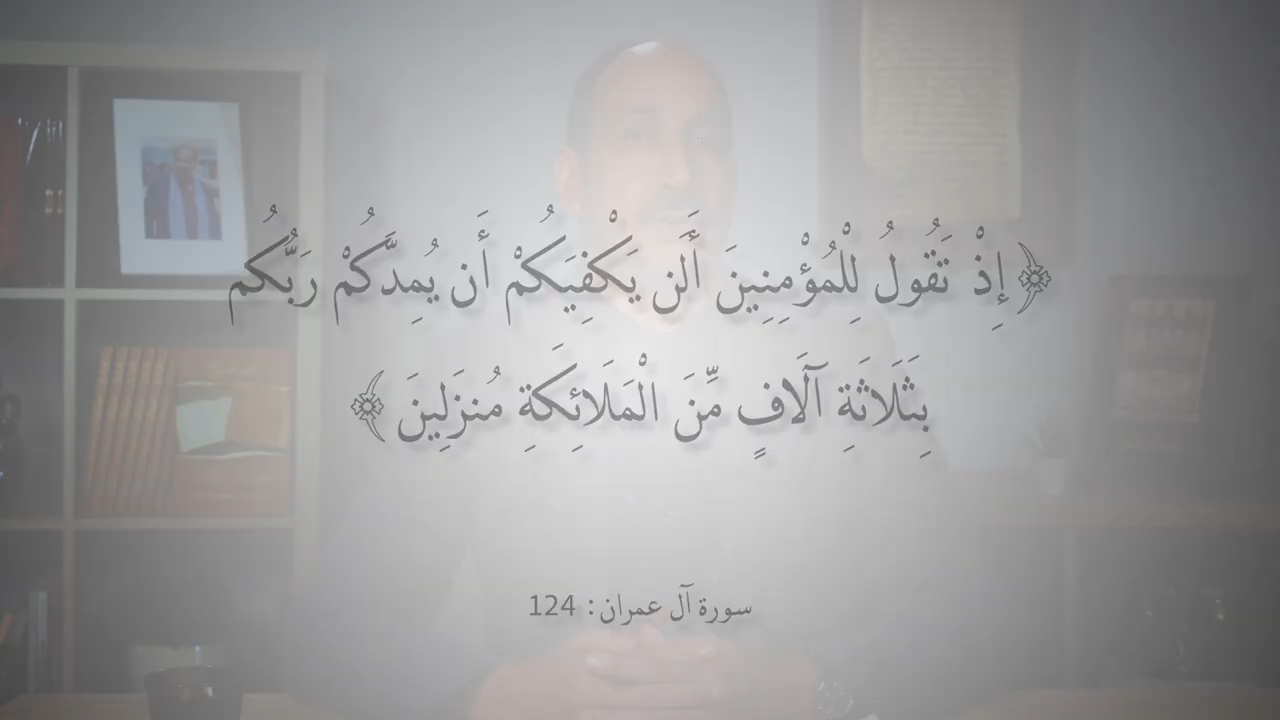 ﴿إِذْ تَقُولُ لِلْمُؤْمِنِينَ أَلَن يَكْفِيَكُمْ أَن يُمِدَّكُمْ رَبُّكُم
بِثَلَاثَةِ آلَافٍ مِّنَ الْمَلَائِكَةِ مُنزَلِينَ﴾
سورة آل عمران: 124